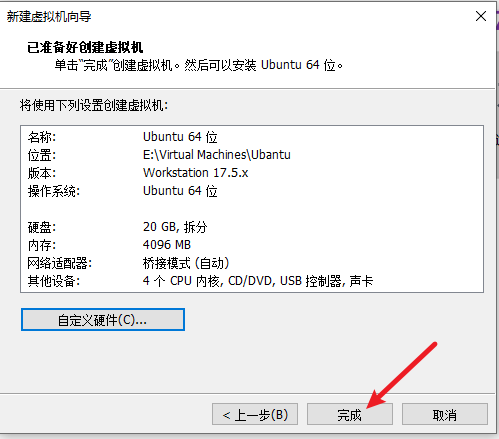 新建虚拟机向导
已准备好创建虚拟机
单击“完成”创建虚拟机。然后可以安装 Ubuntu 64 位。
将使用下列设置创建虚拟机:
名称: Ubuntu 64 位
位置: E:\Virtual Machines\Ubantu
版本: Workstation 17.5.x
操作系统: Ubuntu 64 位
硬盘: 20 GB, 拆分
内存: 4096 MB
网络适配器: 桥接模式 (自动)
其他设备: 4 个 CPU 内核, CD/DVD, USB 控制器, 声卡
自定义硬件(C)...
< 上一步(B) 完成 取消